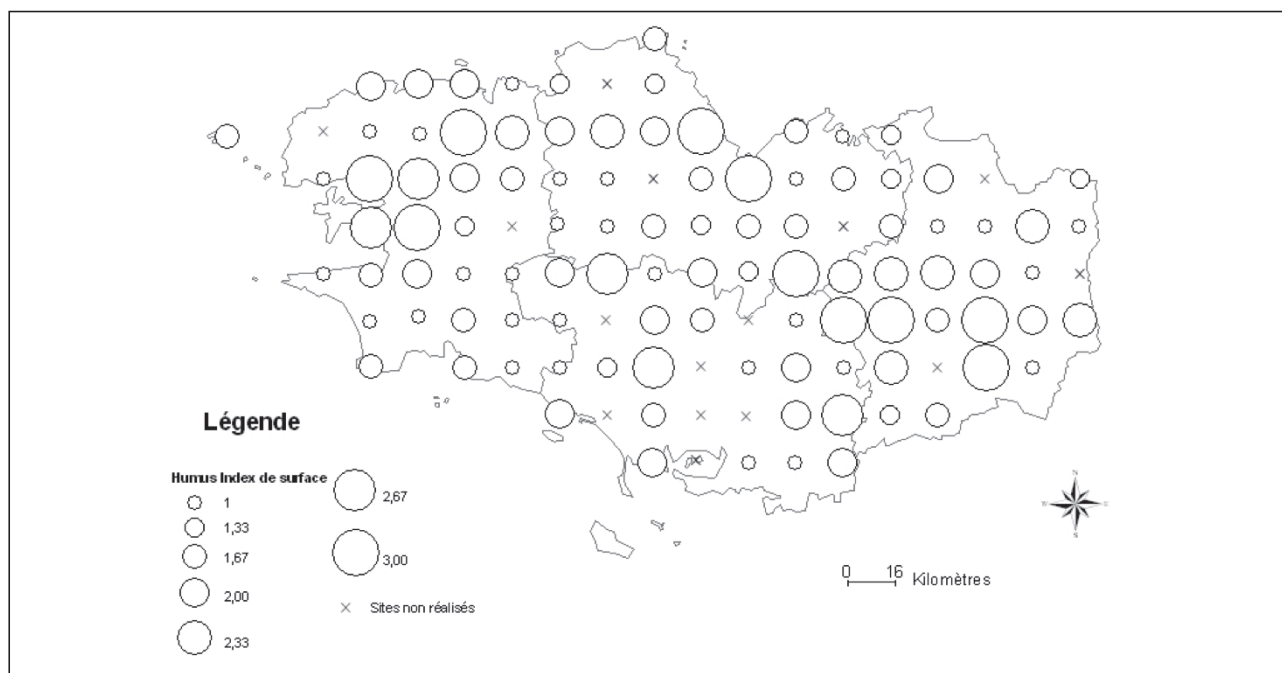 Légende
Humus Index de surface
1
1,33
1,67
2,00
2,33
2,67
3,00
Sites non réalisés
N
W E
S
0 16 Kilomètres